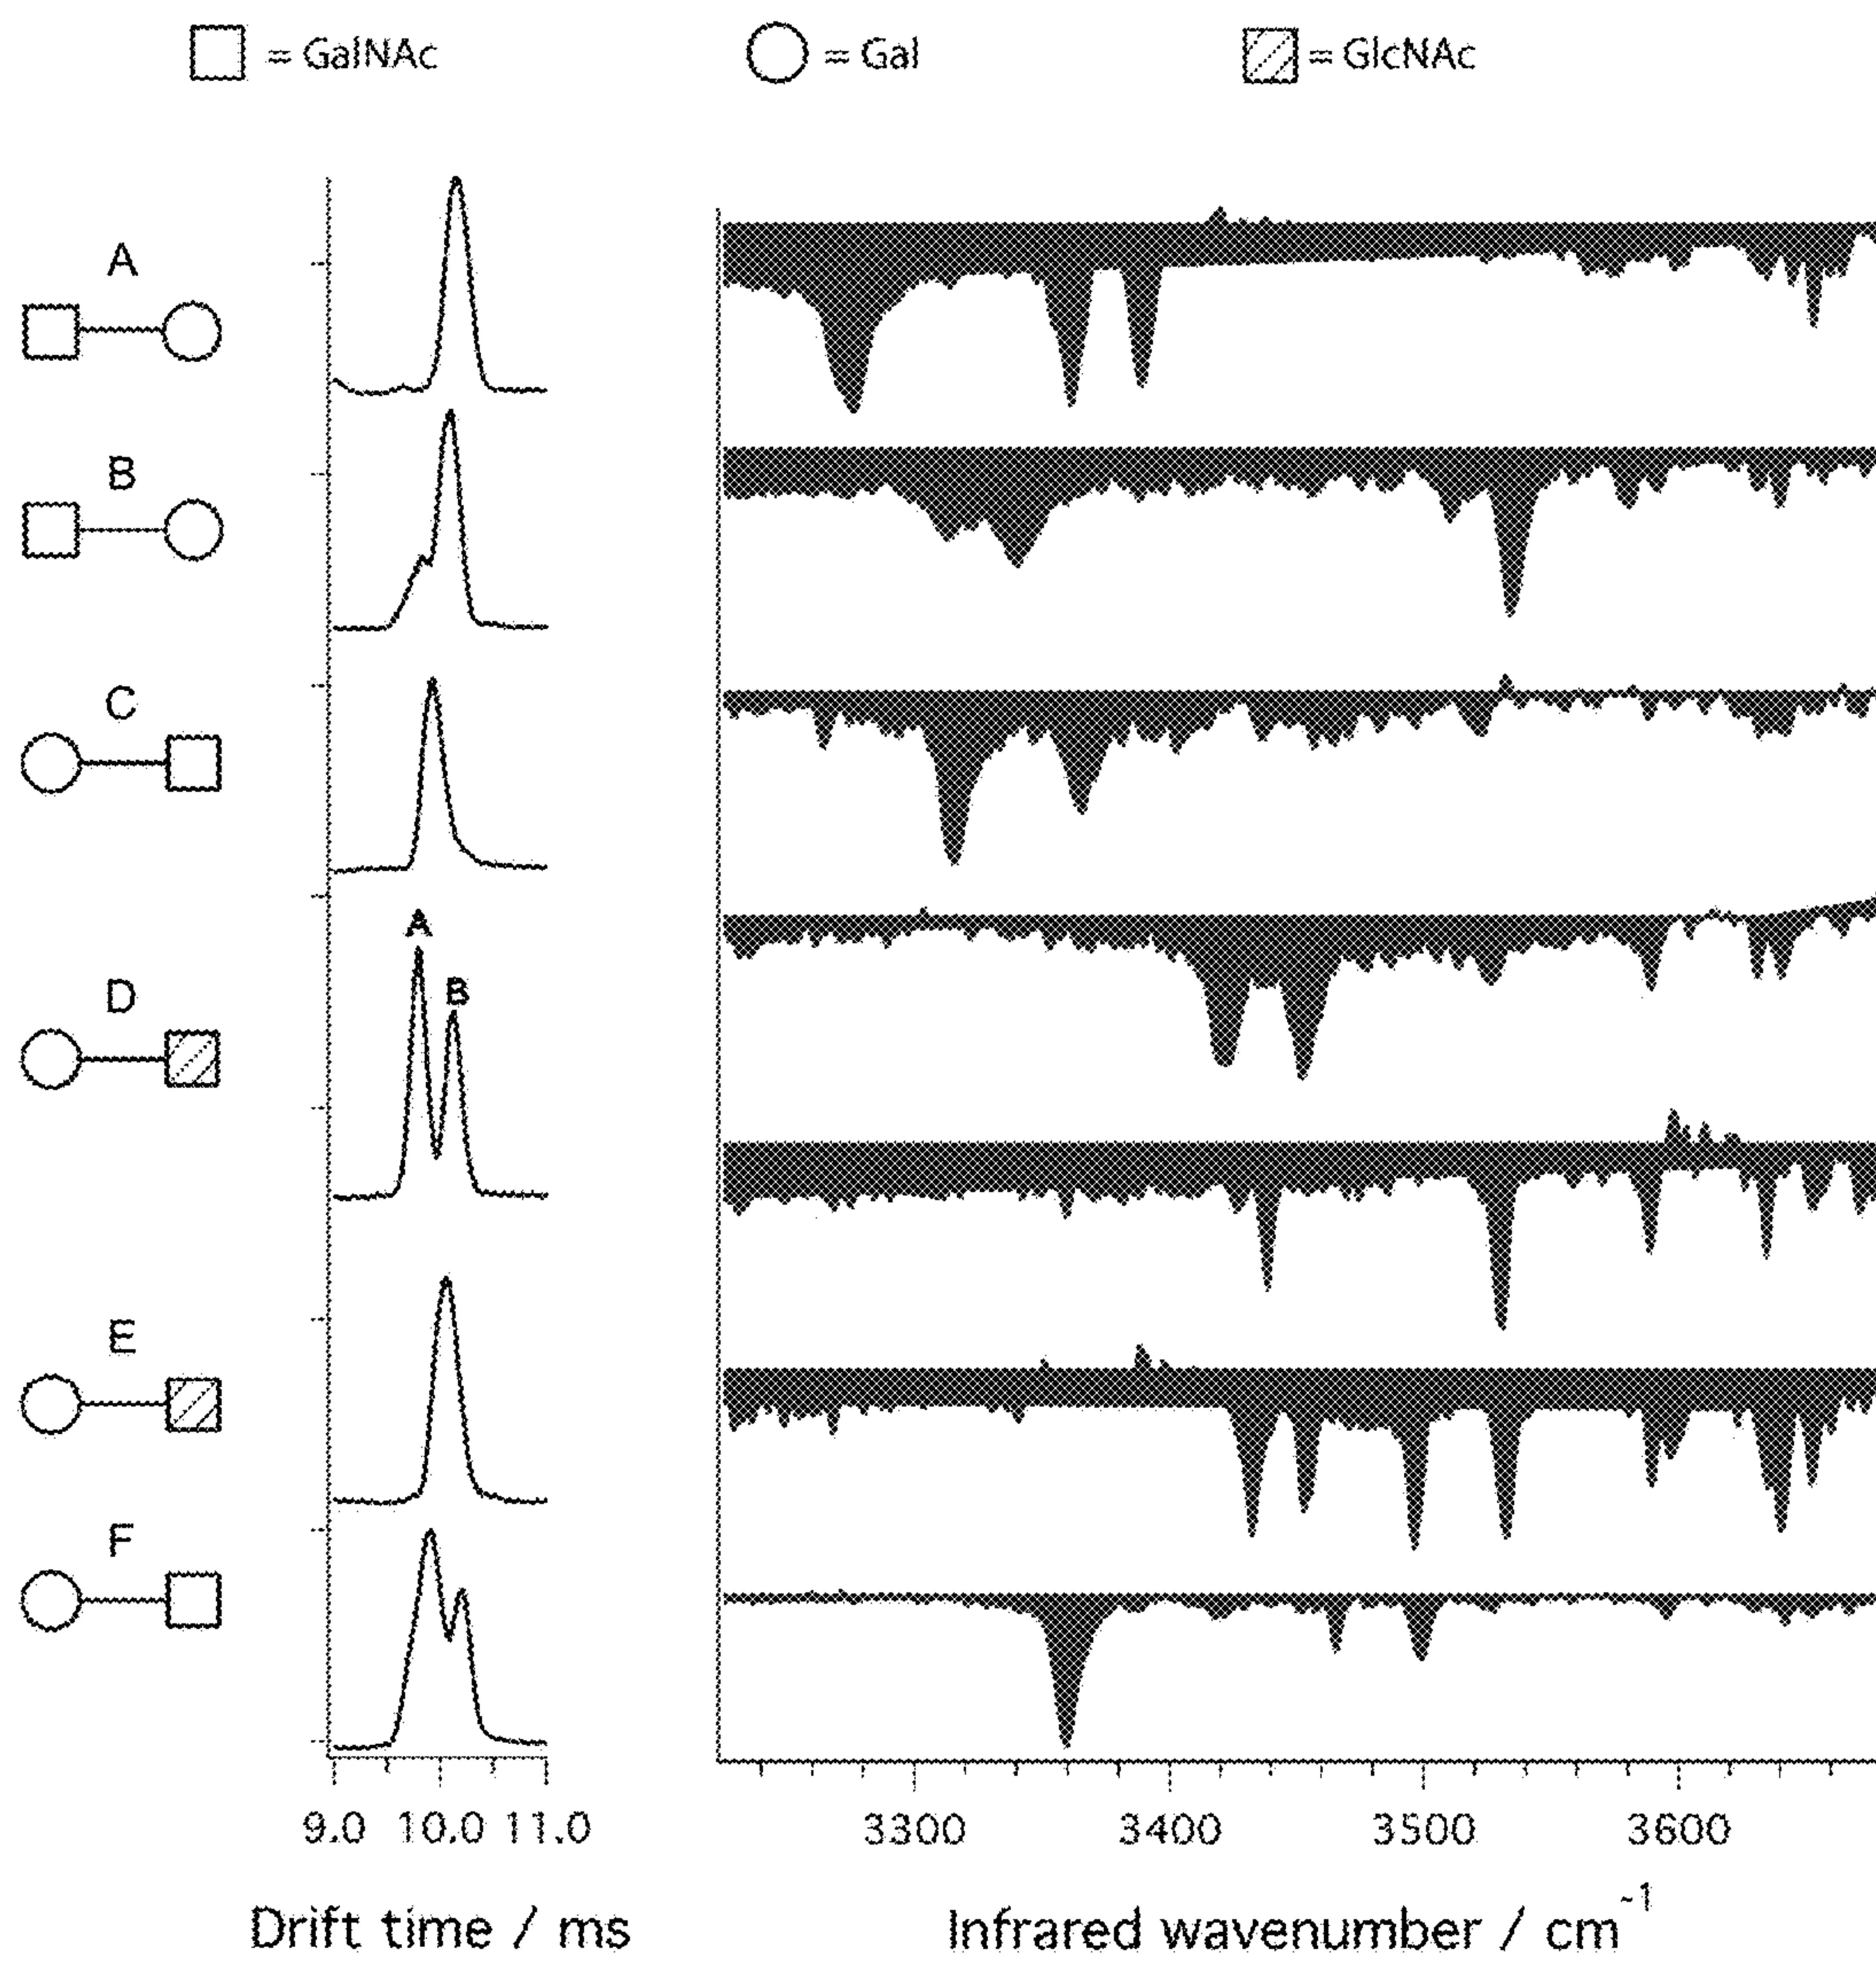 = GalNAc = Gal = GlcNAc
A
B
C
A
B
D
E
F
9.0 10.0 11.0
3300 3400 3500 3600
Drift time / ms
Infrared wavenumber / cm-1